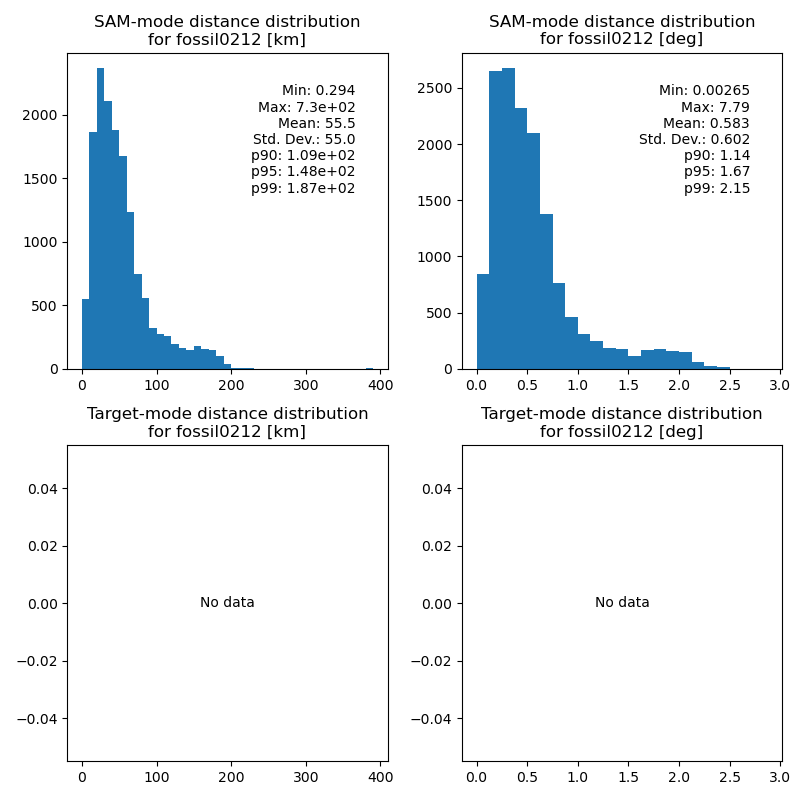 SAM-mode distance distribution
for fossil0212 [km]
Min: 0.294
Max: 7.3e+02
Mean: 55.5
Std. Dev.: 55.0
p90: 1.09e+02
p95: 1.48e+02
p99: 1.87e+02
2000
1500
1000
500
0
0 100 200 300 400
SAM-mode distance distribution
for fossil0212 [deg]
Min: 0.00265
Max: 7.79
Mean: 0.583
Std. Dev.: 0.602
p90: 1.14
p95: 1.67
p99: 2.15
2500
2000
1500
1000
500
0
0.0 0.5 1.0 1.5 2.0 2.5 3.0
Target-mode distance distribution
for fossil0212 [km]
0.04
0.02
0.00
−0.02
−0.04
No data
0 100 200 300 400
Target-mode distance distribution
for fossil0212 [deg]
0.04
0.02
0.00
−0.02
−0.04
No data
0.0 0.5 1.0 1.5 2.0 2.5 3.0